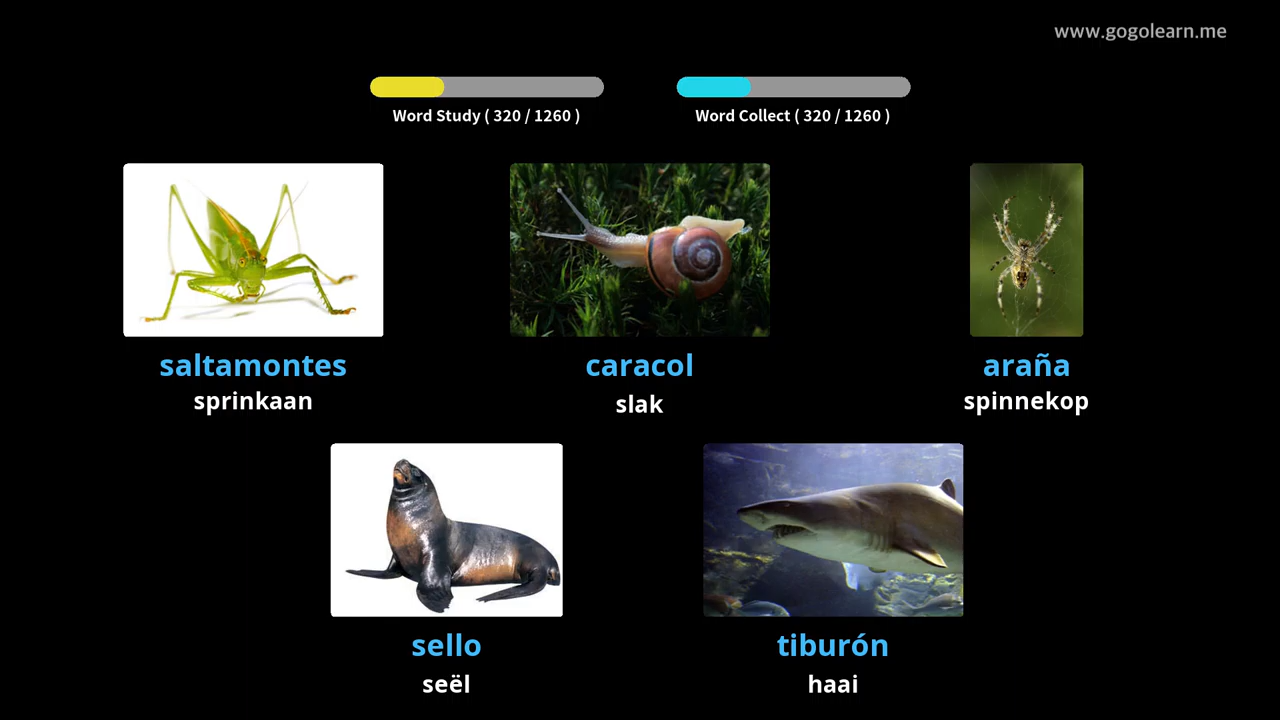 www.gogolearn.me
Word Study ( 320 / 1260 )
Word Collect ( 320 / 1260 )
saltamontes
sprinkaan
caracol
slak
araña
spinnekop
sello
seël
tiburón
haai